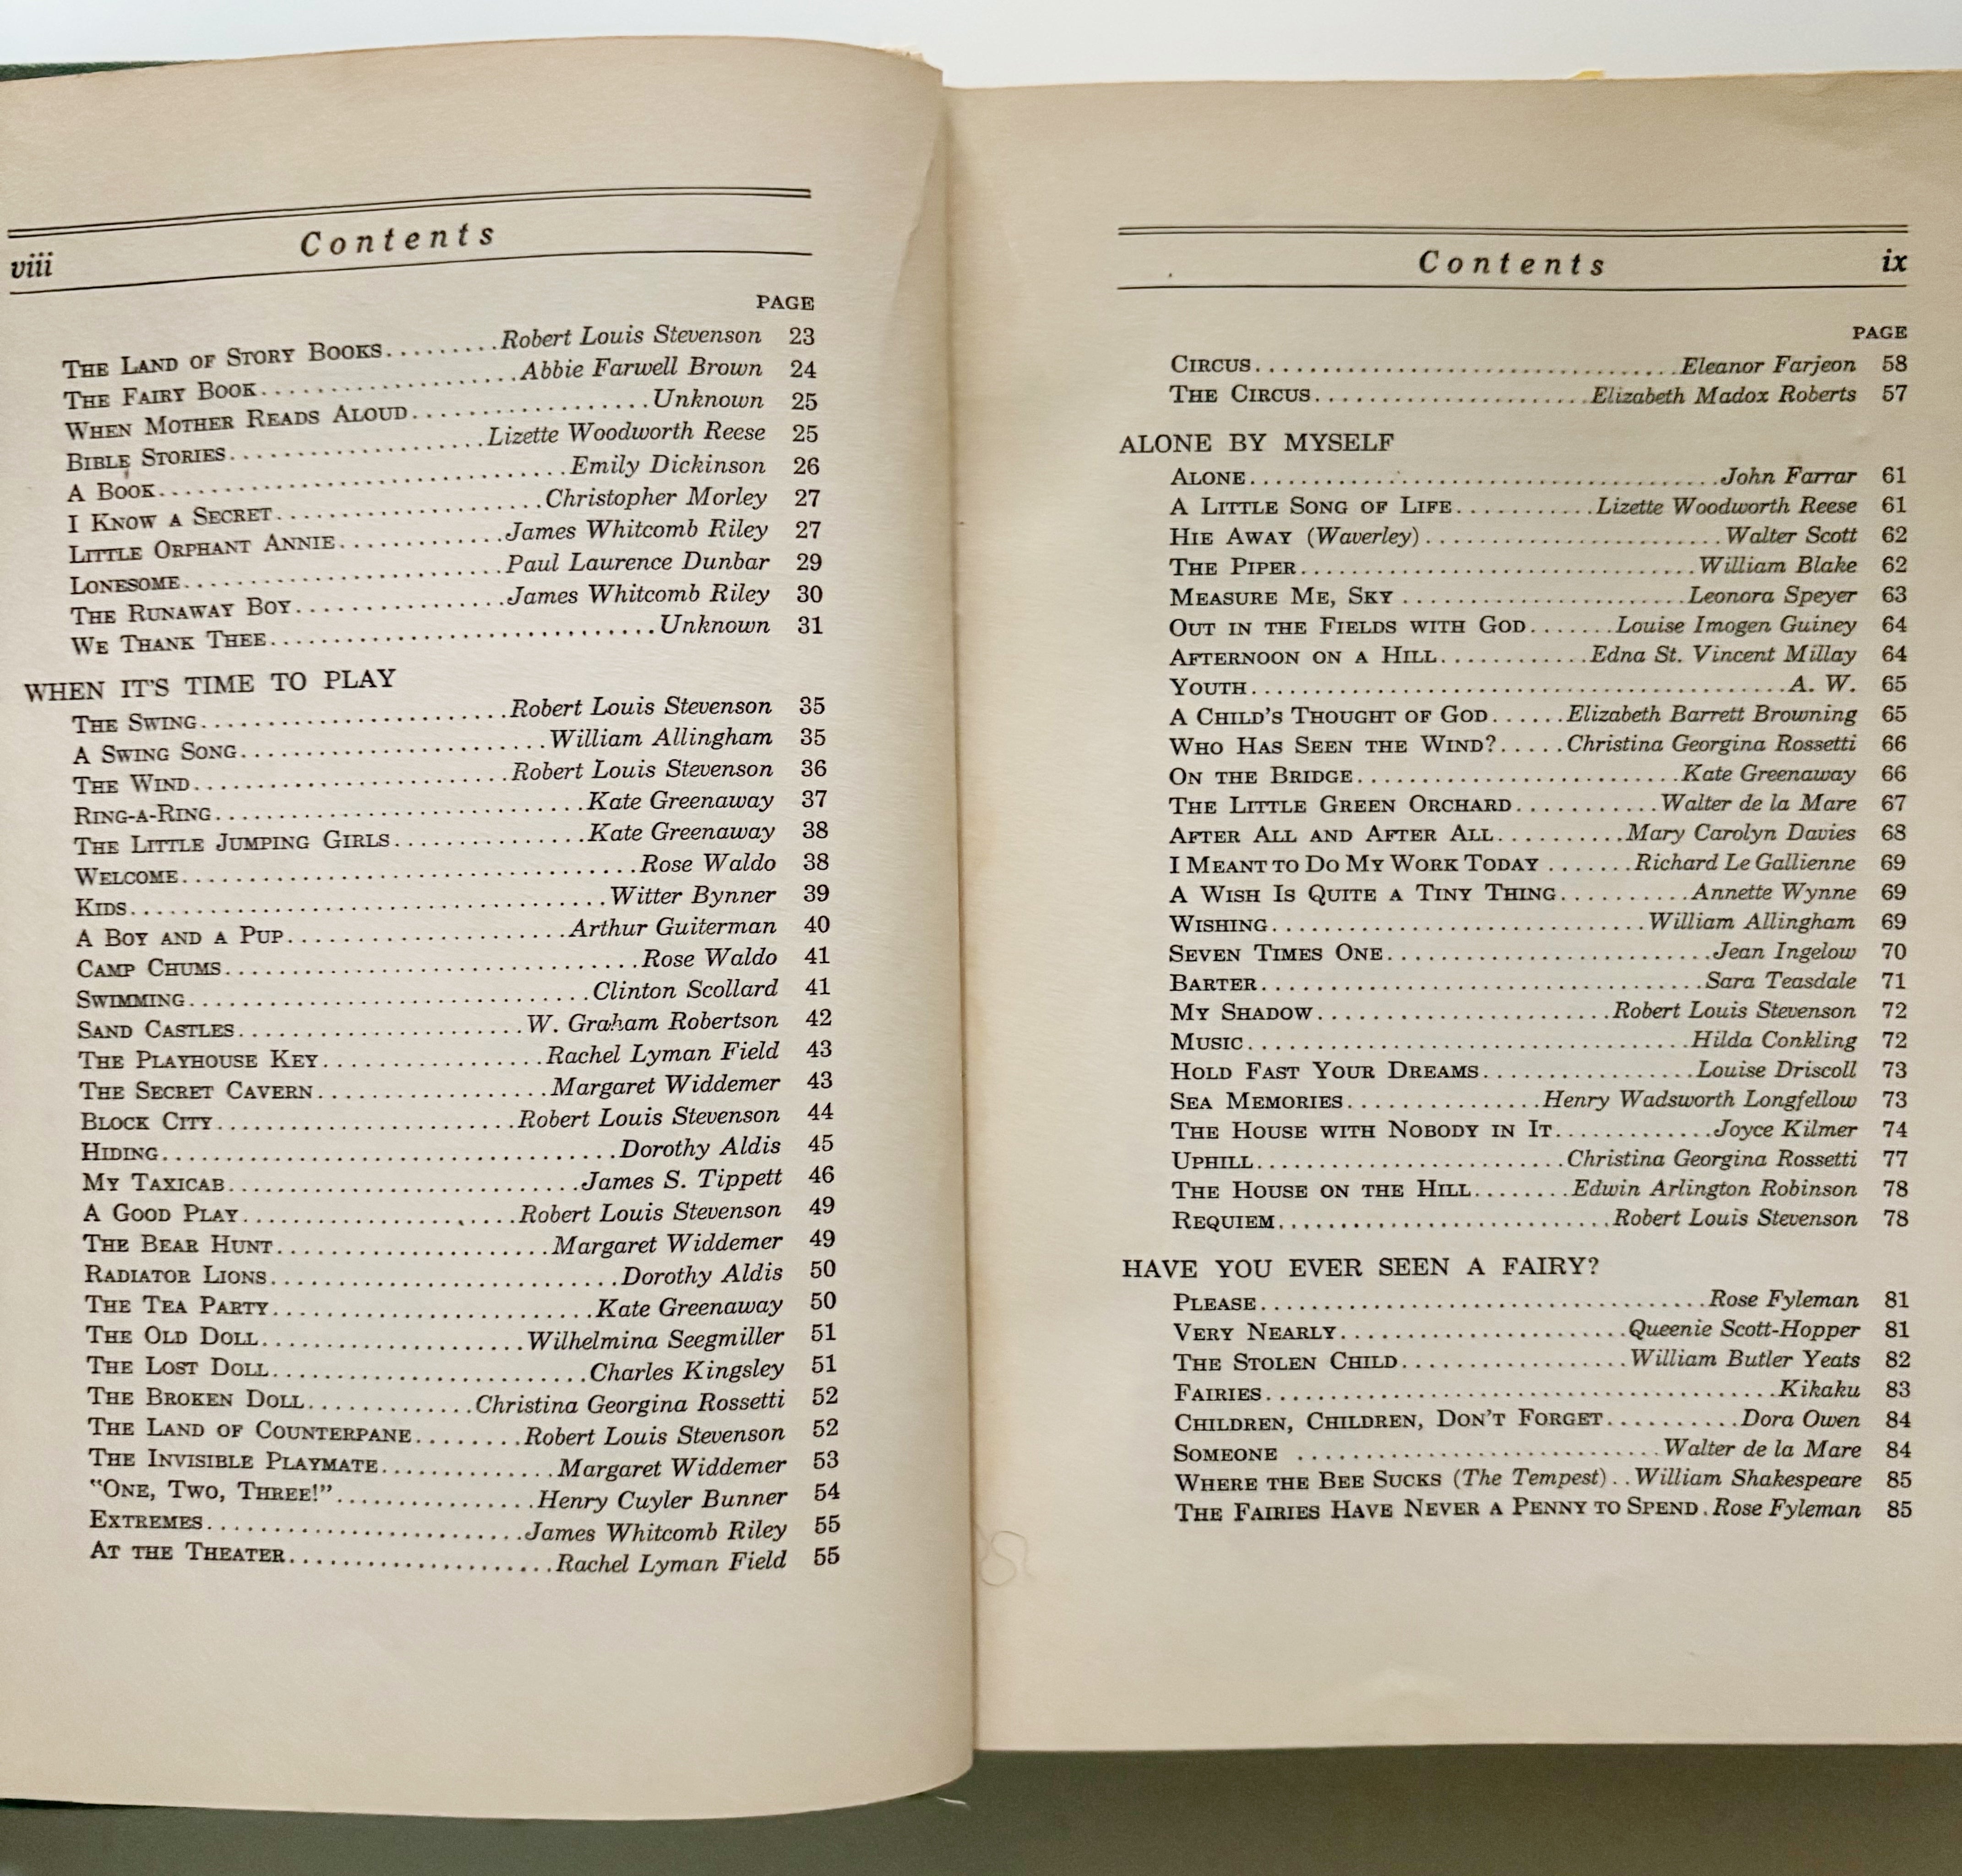 viii Contents
PAGE
The Land of Story Books.........Robert Louis Stevenson 23
The Fairy Book....................Abbie Farwell Brown 24
When Mother Reads Aloud..................Unknown 25
Bible Stories....................Lizette Woodworth Reese 25
A Book................................Emily Dickinson 26
I Know a Secret.....................Christopher Morley 27
Little Orphant Annie.............James Whitcomb Riley 27
Lonesome.........................Paul Laurence Dunbar 29
The Runaway Boy................James Whitcomb Riley 30
We Thank Thee..............................Unknown 31
WHEN IT'S TIME TO PLAY
The Swing........................Robert Louis Stevenson 35
A Swing Song........................William Allingham 35
The Wind.........................Robert Louis Stevenson 36
Ring-a-Ring.............................Kate Greenaway 37
The Little Jumping Girls...............Kate Greenaway 38
Welcome...................................Rose Waldo 38
Kids.....................................Witter Bynner 39
A Boy and a Pup......................Arthur Guiterman 40
Camp Chums................................Rose Waldo 41
Swimming...............................Clinton Scollard 41
Sand Castles......................W. Graham Robertson 42
The Playhouse Key.................Rachel Lyman Field 43
The Secret Cavern..................Margaret Widdemer 43
Block City.......................Robert Louis Stevenson 44
Hiding...................................Dorothy Aldis 45
My Taxicab...........................James S. Tippett 46
A Good Play.....................Robert Louis Stevenson 49
The Bear Hunt.....................Margaret Widdemer 49
Radiator Lions..........................Dorothy Aldis 50
The Tea Party........................Kate Greenaway 50
The Old Doll....................Wilhelmina Seegmiller 51
The Lost Doll.......................Charles Kingsley 51
The Broken Doll.............Christina Georgina Rossetti 52
The Land of Counterpane........Robert Louis Stevenson 52
The Invisible Playmate.............Margaret Widdemer 53
"One, Two, Three!"...............Henry Cuyler Bunner 54
Extremes........................James Whitcomb Riley 55
At the Theater....................Rachel Lyman Field 55
Contents ix
PAGE
Circus................................Eleanor Farjeon 58
The Circus.....................Elizabeth Madox Roberts 57
ALONE BY MYSELF
Alone....................................John Farrar 61
A Little Song of Life...........Lizette Woodworth Reese 61
Hie Away (Waverley).......................Walter Scott 62
The Piper..............................William Blake 62
Measure Me, Sky......................Leonora Speyer 63
Out in the Fields with God.......Louise Imogen Guiney 64
Afternoon on a Hill............Edna St. Vincent Millay 64
Youth.........................................A. W. 65
A Child's Thought of God......Elizabeth Barrett Browning 65
Who Has Seen the Wind?.....Christina Georgina Rossetti 66
On the Bridge........................Kate Greenaway 66
The Little Green Orchard...........Walter de la Mare 67
After All and After All..........Mary Carolyn Davies 68
I Meant to Do My Work Today.......Richard Le Gallienne 69
A Wish Is Quite a Tiny Thing..........Annette Wynne 69
Wishing.............................William Allingham 69
Seven Times One.........................Jean Ingelow 70
Barter................................Sara Teasdale 71
My Shadow.....................Robert Louis Stevenson 72
Music................................Hilda Conkling 72
Hold Fast Your Dreams.................Louise Driscoll 73
Sea Memories...............Henry Wadsworth Longfellow 73
The House with Nobody in It.............Joyce Kilmer 74
Uphill.....................Christina Georgina Rossetti 77
The House on the Hill........Edwin Arlington Robinson 78
Requiem.......................Robert Louis Stevenson 78
HAVE YOU EVER SEEN A FAIRY?
Please.................................Rose Fyleman 81
Very Nearly.......................Queenie Scott-Hopper 81
The Stolen Child.................William Butler Yeats 82
Fairies.....................................Kikaku 83
Children, Children, Don't Forget..........Dora Owen 84
Someone.............................Walter de la Mare 84
Where the Bee Sucks (The Tempest)..William Shakespeare 85
The Fairies Have Never a Penny to Spend.Rose Fyleman 85